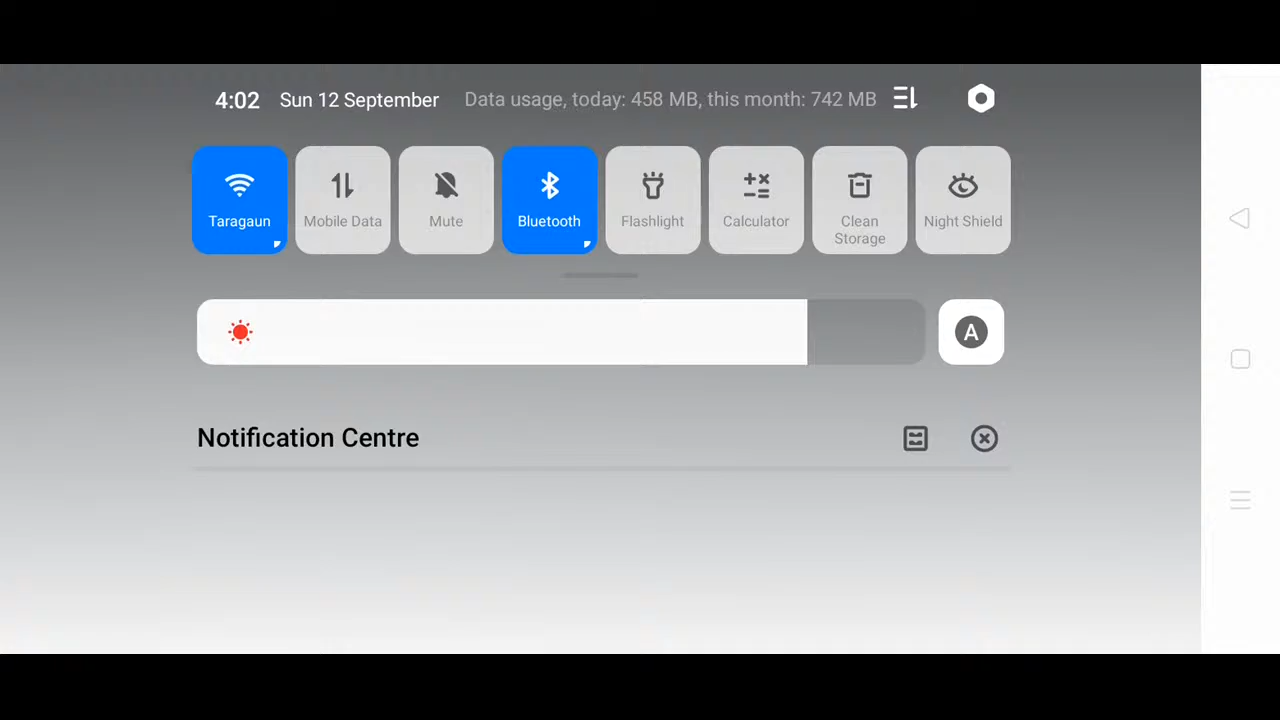 4:02 Sun 12 September Data usage, today: 458 MB, this month: 742 MB
Taragaun Mobile Data Mute Bluetooth Flashlight Calculator Clean Storage Night Shield
A
Notification Centre